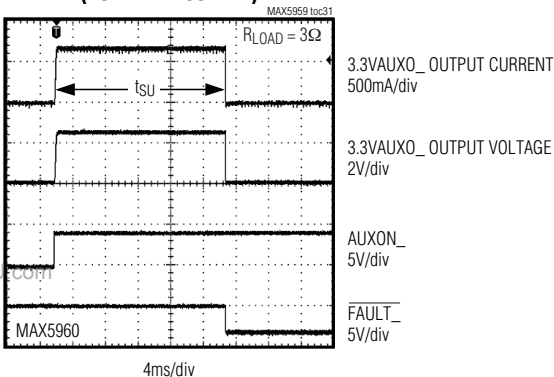 MAX5959 toc31
RLOAD = 3Ω
3.3VAUXO_ OUTPUT CURRENT
500mA/div
tSU
3.3VAUXO_ OUTPUT VOLTAGE
2V/div
AUXON_
5V/div
.com
FAULT_
5V/div
MAX5960
4ms/div